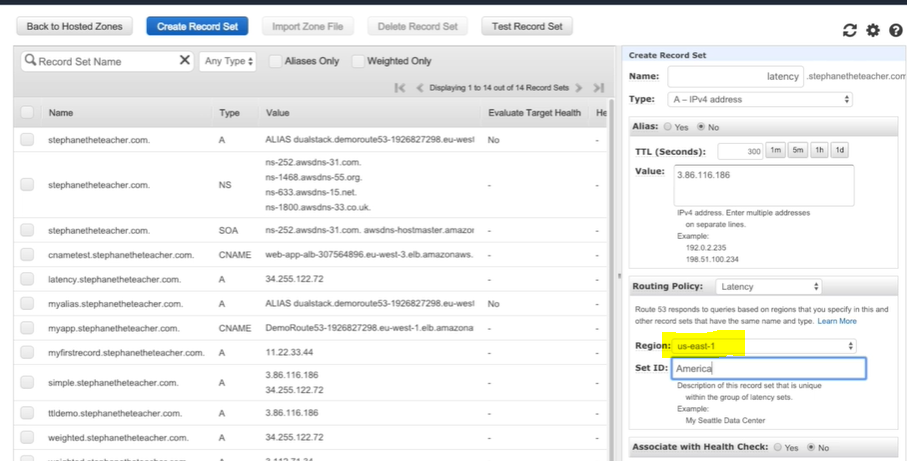 Back to Hosted Zones Create Record Set Import Zone File Delete Record Set Test Record Set
Record Set Name Any Type Aliases Only Weighted Only
Displaying 1 to 14 out of 14 Record Sets
Name Type Value Evaluate Target Health He
stephanetheteacher.com. A ALIAS dualstack.demoroute53-1926827298.eu-west No -
stephanetheteacher.com. NS ns-252.awsdns-31.com. - -
ns-1468.awsdns-55.org.
ns-633.awsdns-15.net.
ns-1800.awsdns-33.co.uk.
stephanetheteacher.com. SOA ns-252.awsdns-31.com. awsdns-hostmaster.amazor - -
cnametest.stephanetheteacher.com. CNAME web-app-alb-307564896.eu-west-3.elb.amazonaws. - -
latency.stephanetheteacher.com. A 34.255.122.72 - -
myalias.stephanetheteacher.com. A ALIAS dualstack.demoroute53-1926827298.eu-west No -
myapp.stephanetheteacher.com. CNAME DemoRoute53-1926827298.eu-west-1.elb.amazona - -
myfirstrecord.stephanetheteacher.com. A 11.22.33.44 - -
simple.stephanetheteacher.com. A 3.86.116.186 - -
34.255.122.72
ttldemo.stephanetheteacher.com. A 3.86.116.186 - -
weighted.stephanetheteacher.com. A 34.255.122.72 - -
Create Record Set
Name: latency .stephanetheteacher.com
Type: A – IPv4 address
Alias: Yes No
TTL (Seconds): 300 1m 5m 1h 1d
Value: 3.86.116.186
IPv4 address. Enter multiple addresses
on separate lines.
Example:
192.0.2.235
198.51.100.234
Routing Policy: Latency
Route 53 responds to queries based on regions that you specify in this and
other record sets that have the same name and type. Learn More
Region: us-east-1
Set ID: America
Description of this record set that is unique
within the group of latency sets.
Example:
My Seattle Data Center
Associate with Health Check: Yes No